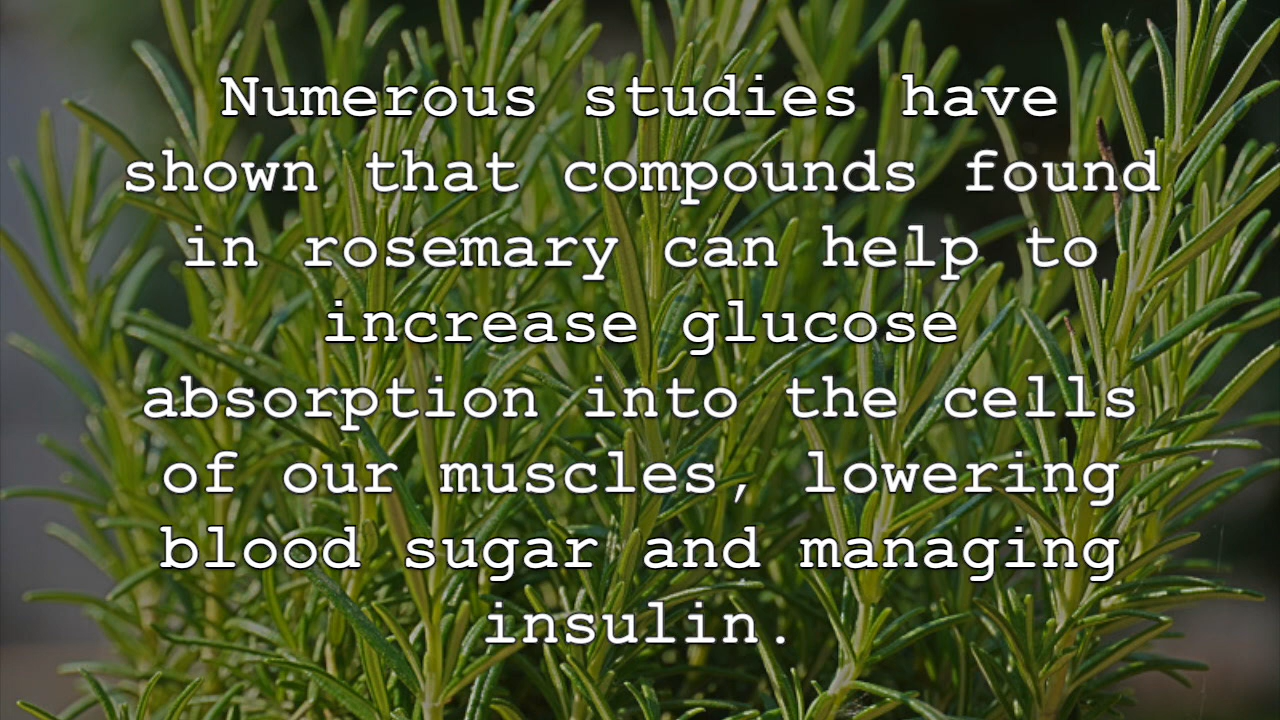 Numerous studies have
shown that compounds found
in rosemary can help to
increase glucose
absorption into the cells
of our muscles, lowering
blood sugar and managing
insulin.